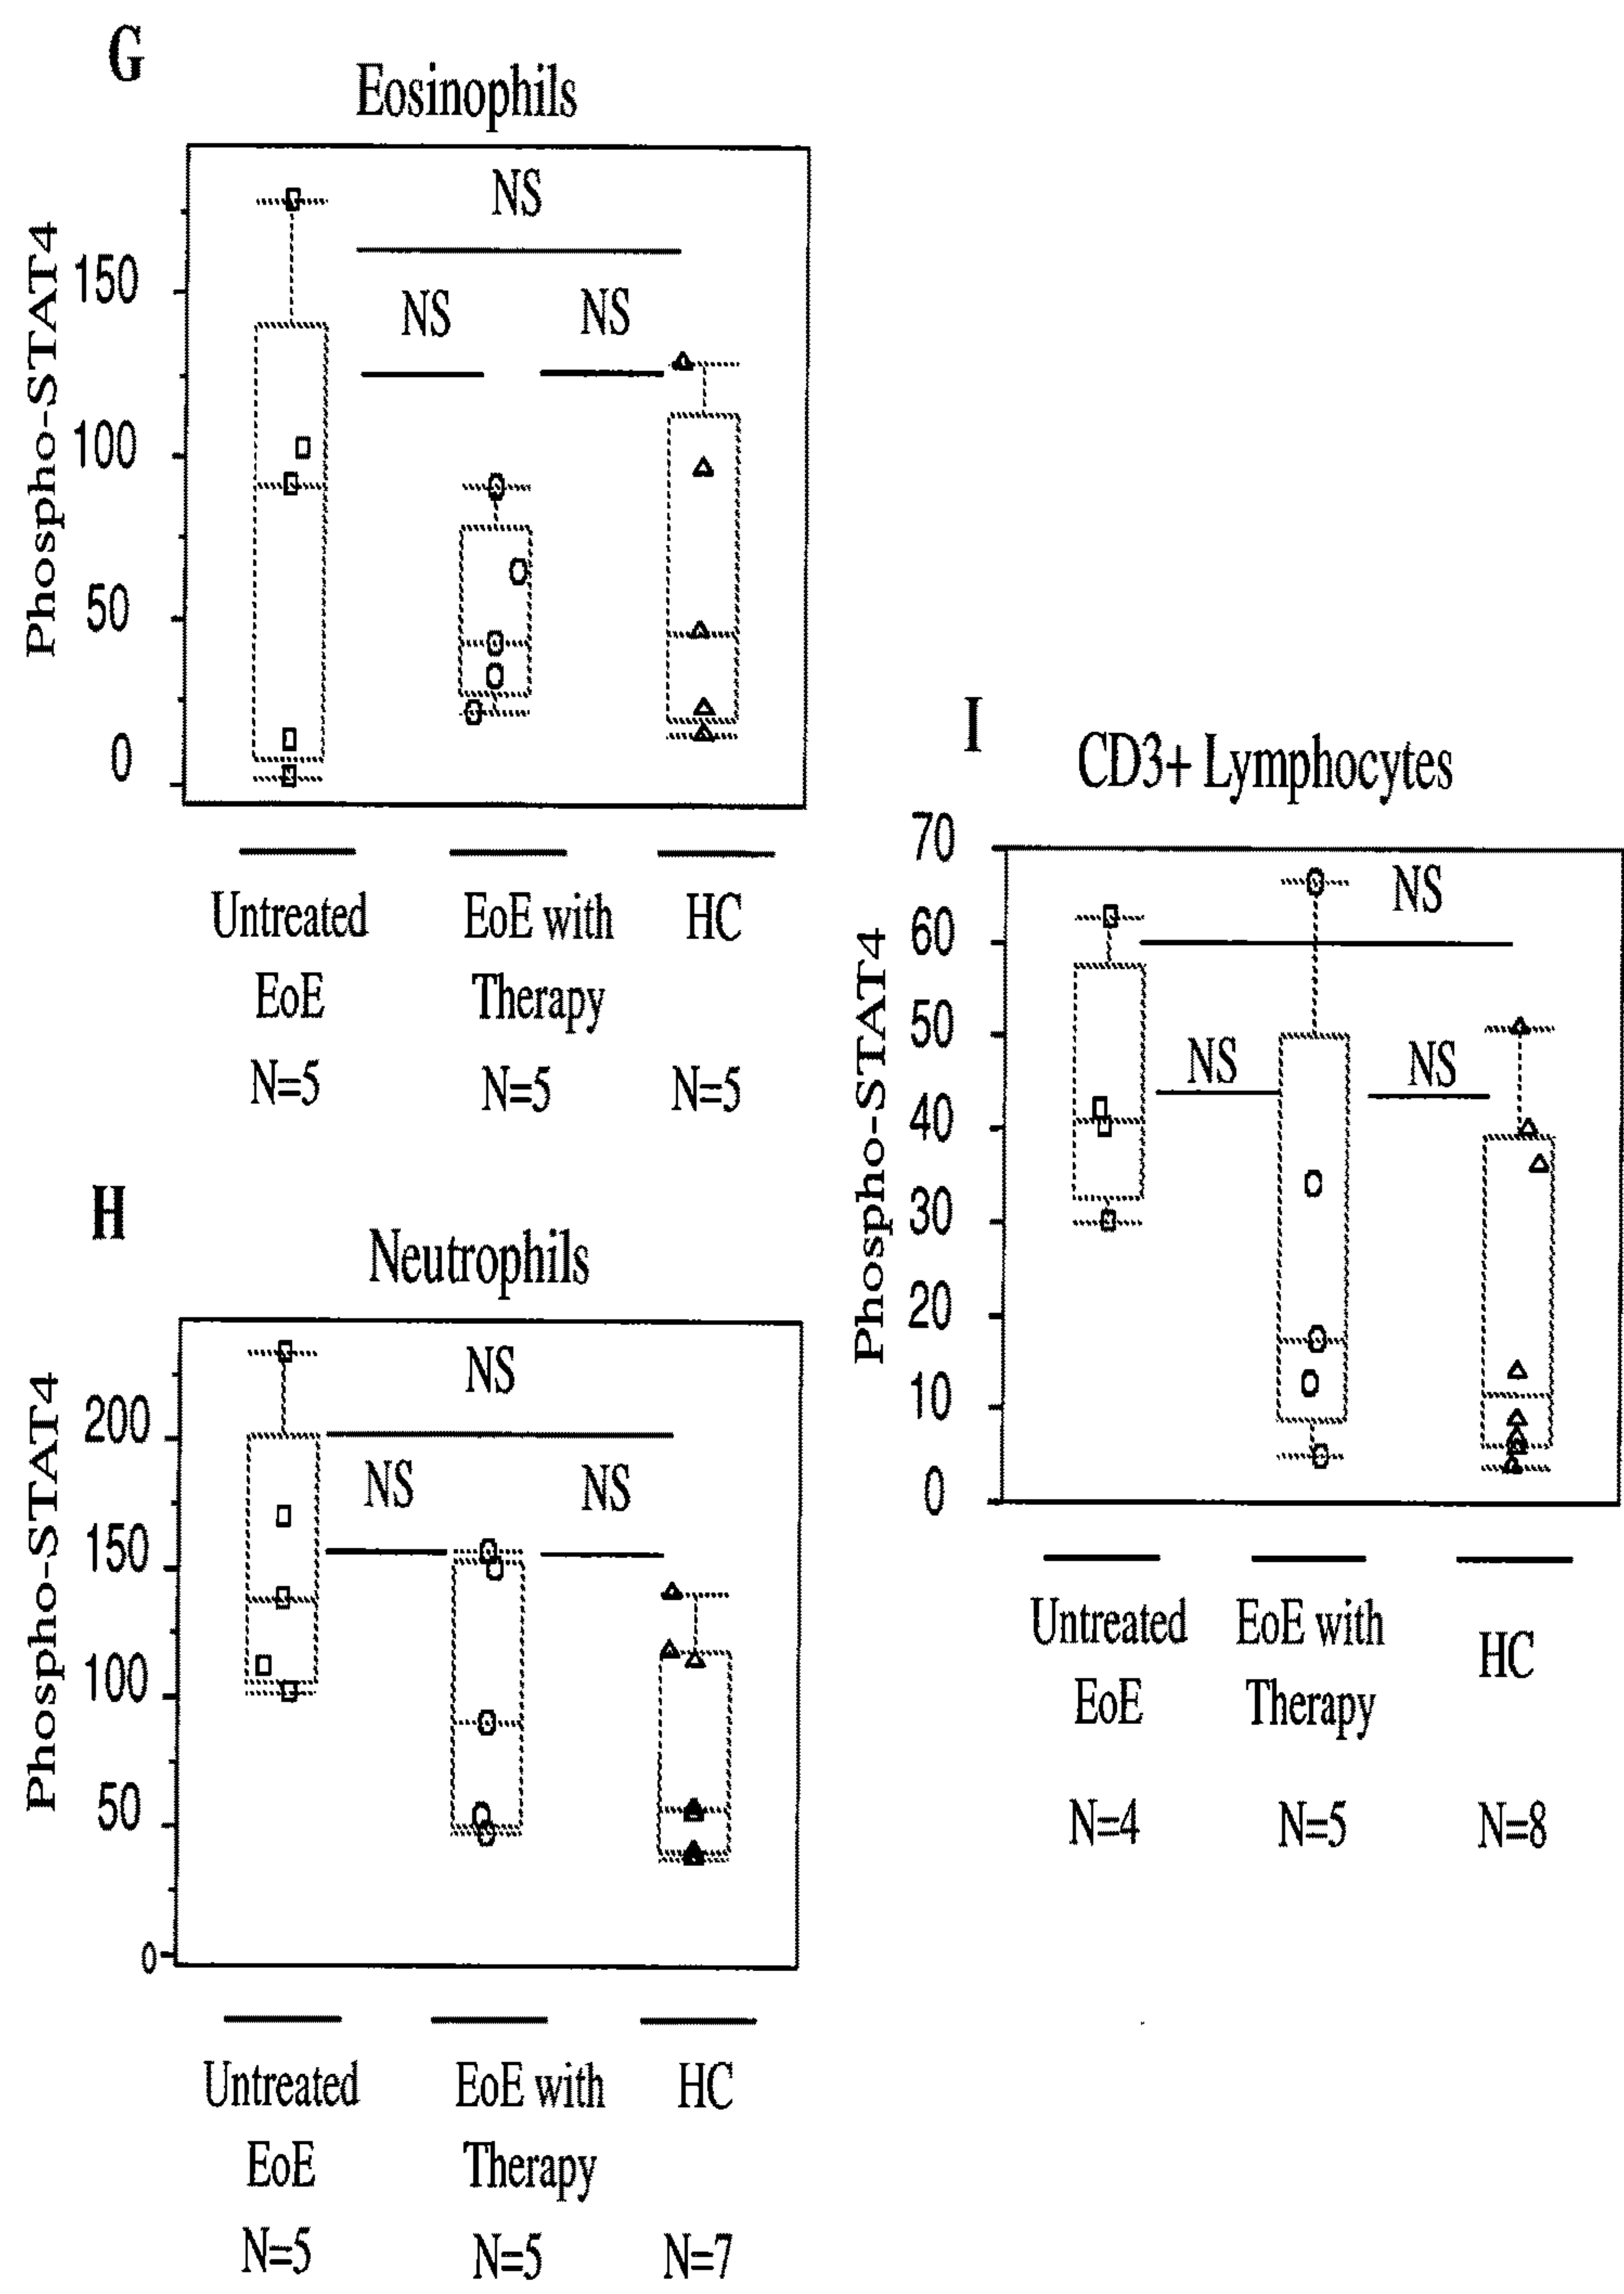 G
Eosinophils
Phospho-STAT4
150
100
50
0
NS
NS NS
Untreated EoE with HC
EoE Therapy
N=5 N=5 N=5
H
Neutrophils
Phospho-STAT4
200
150
100
50
0
NS
NS NS
Untreated EoE with HC
EoE Therapy
N=5 N=5 N=7
I
CD3+ Lymphocytes
Phospho-STAT4
70
60
50
40
30
20
10
0
NS
NS NS
Untreated EoE with HC
EoE Therapy
N=4 N=5 N=8